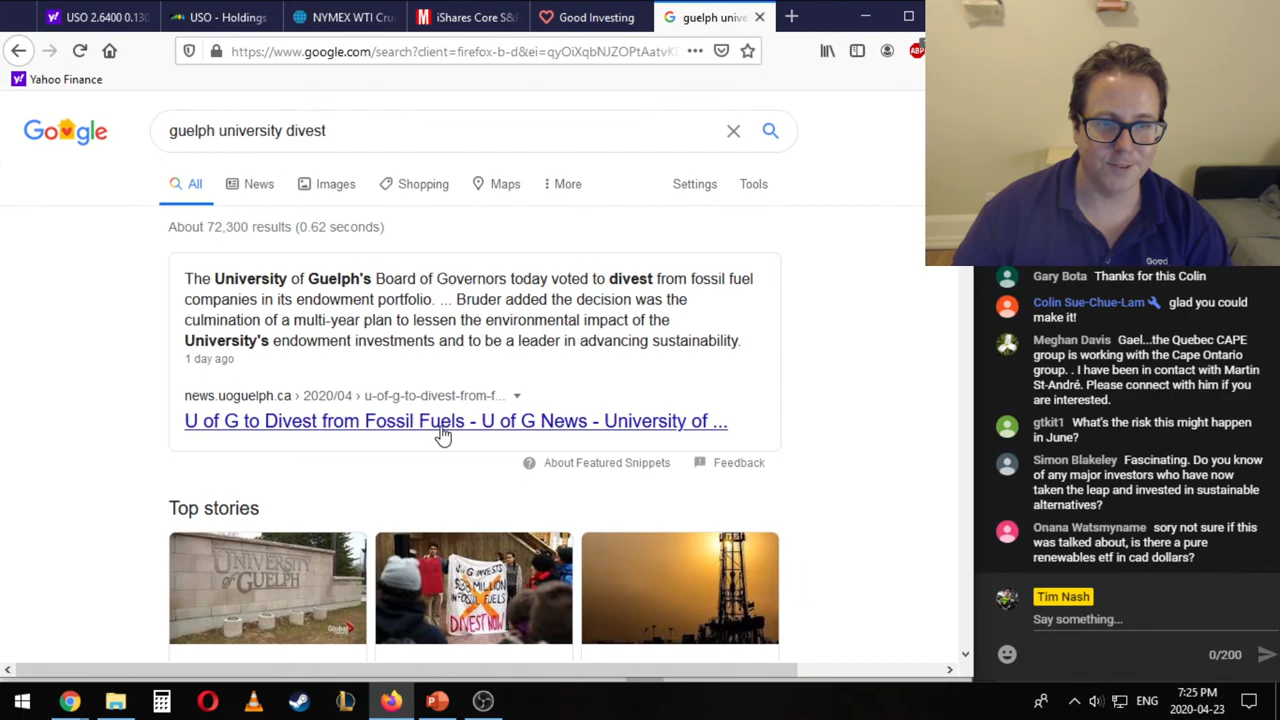 USO 2.6400 0.130
USO - Holdings
NYMEX WTI Cru
iShares Core S&
Good Investing
guelph unive
https://www.google.com/search?client=firefox-b-d&ei=qyOiXqbNJZOPtAatvK
ABP
Yahoo Finance
Google
guelph university divest
All
News
Images
Shopping
Maps
More
Settings
Tools
About 72,300 results (0.62 seconds)
The University of Guelph's Board of Governors today voted to divest from fossil fuel
companies in its endowment portfolio. ... Bruder added the decision was the
culmination of a multi-year plan to lessen the environmental impact of the
University's endowment investments and to be a leader in advancing sustainability.
1 day ago
news.uoguelph.ca › 2020/04 › u-of-g-to-divest-from-f...
U of G to Divest from Fossil Fuels - U of G News - University of ...
About Featured Snippets
Feedback
Top stories
UNIVERSITY
of GUELPH
Global
U G INVESTS
MILLION
IN FOSSIL FUELS
DIVEST NOW
Good
Gary Bota Thanks for this Colin
Colin Sue-Chue-Lam glad you could
make it!
Meghan Davis Gael...the Quebec CAPE
group is working with the Cape Ontario
group. . I have been in contact with Martin
St-André. Please connect with him if you
are interested.
gtkit1 What's the risk this might happen
in June?
Simon Blakeley Fascinating. Do you know
of any major investors who have now
taken the leap and invested in sustainable
alternatives?
Onana Watsmyname sory not sure if this
was talked about, is there a pure
renewables etf in cad dollars?
Tim Nash
Say something...
0/200
ENG
7:25 PM
2020-04-23